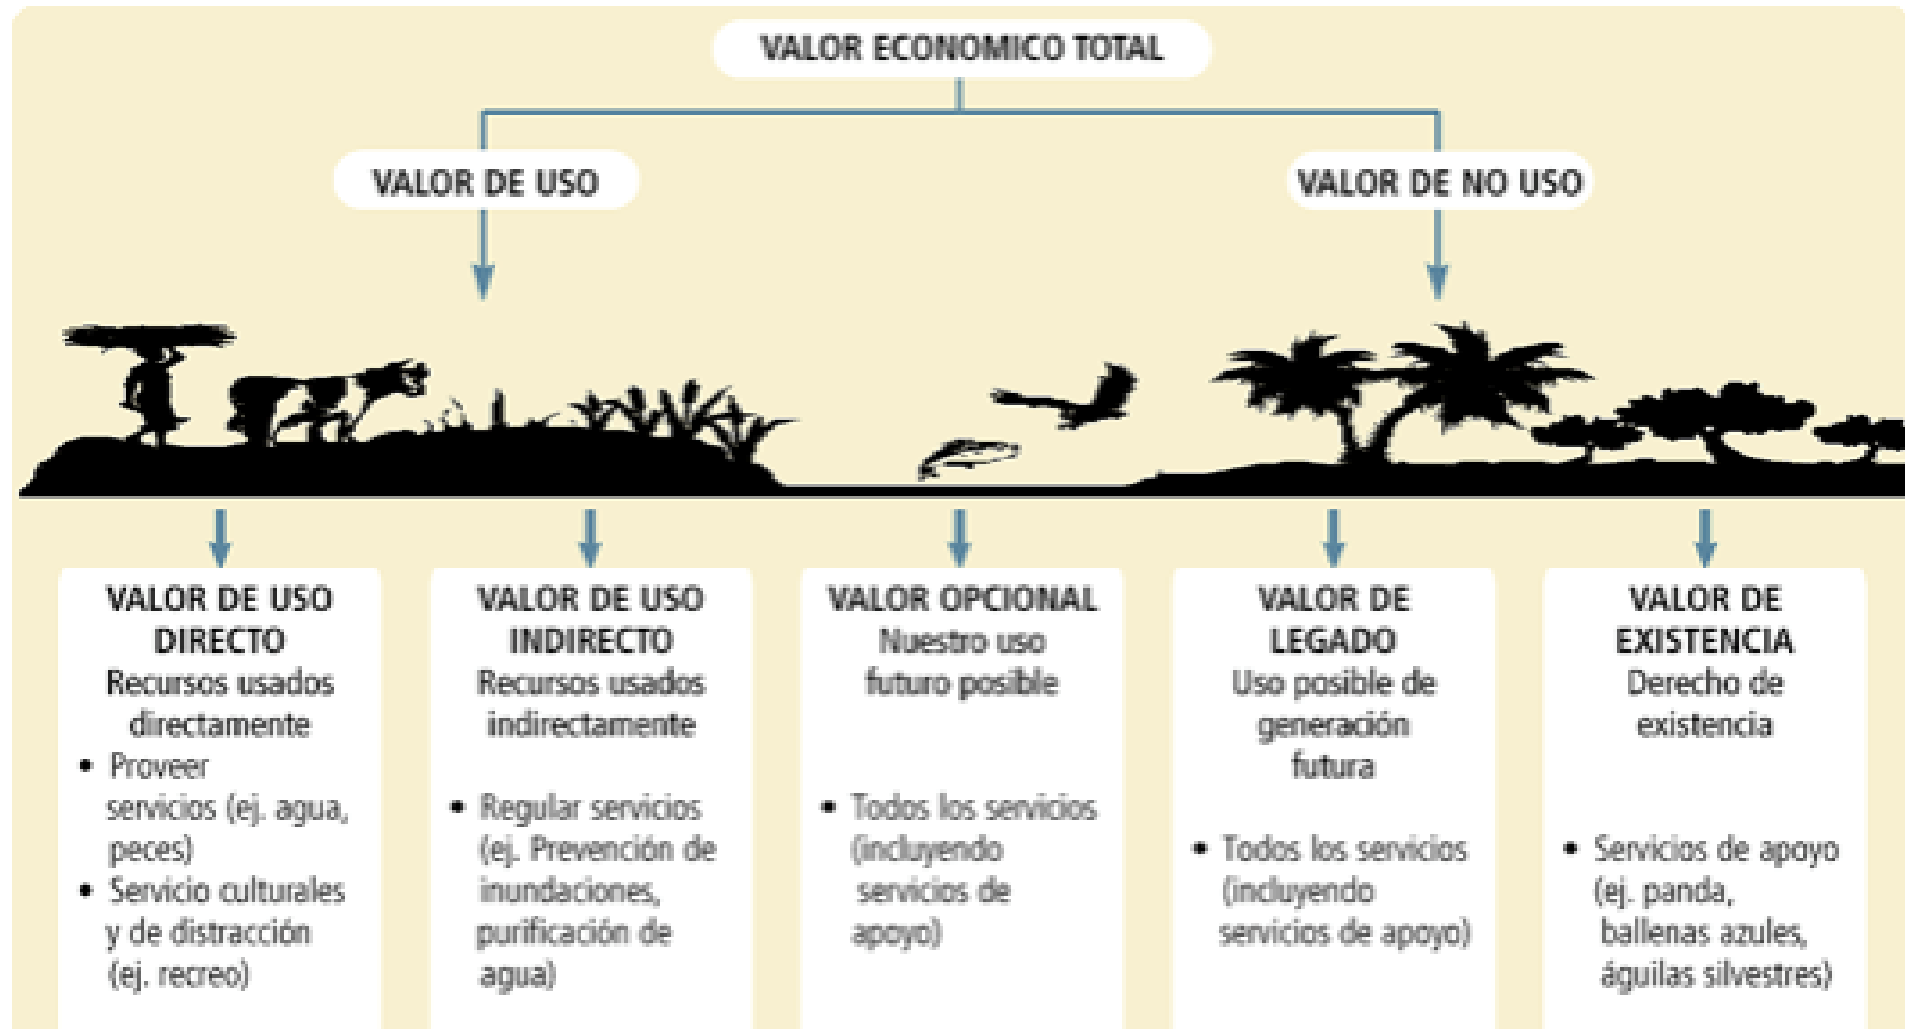 VALOR ECONOMICO TOTAL
VALOR DE USO
VALOR DE NO USO
VALOR DE USO
DIRECTO
Recursos usados
directamente
• Proveer
servicios (ej. agua,
peces)
• Servicio culturales
y de distracción
(ej. recreo)
VALOR DE USO
INDIRECTO
Recursos usados
indirectamente
• Regular servicios
(ej. Prevención de
inundaciones,
purificación de
agua)
VALOR OPCIONAL
Nuestro uso
futuro posible
• Todos los servicios
(incluyendo
servicios de
apoyo)
VALOR DE
LEGADO
Uso posible de
generación
futura
• Todos los servicios
(incluyendo
servicios de apoyo)
VALOR DE
EXISTENCIA
Derecho de
existencia
• Servicios de apoyo
(ej. panda,
ballenas azules,
águilas silvestres)